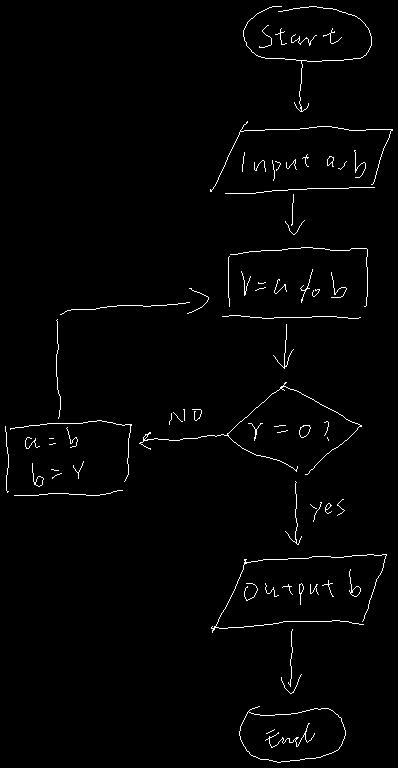 Start
Input a,b
r=a%b
r=0?
NO
a=b
b=r
yes
Output b
End